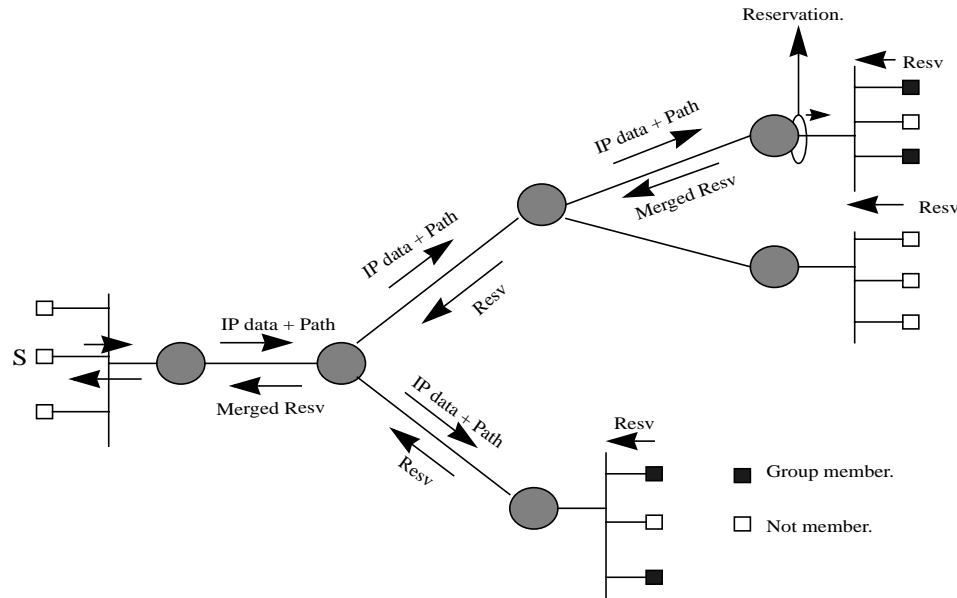 Reservation.
Resv
IP data + Path
Merged Resv
Resv
IP data + Path
Resv
IP data + Path
S
Merged Resv
IP data + Path
Resv
Resv
Group member.
Not member.